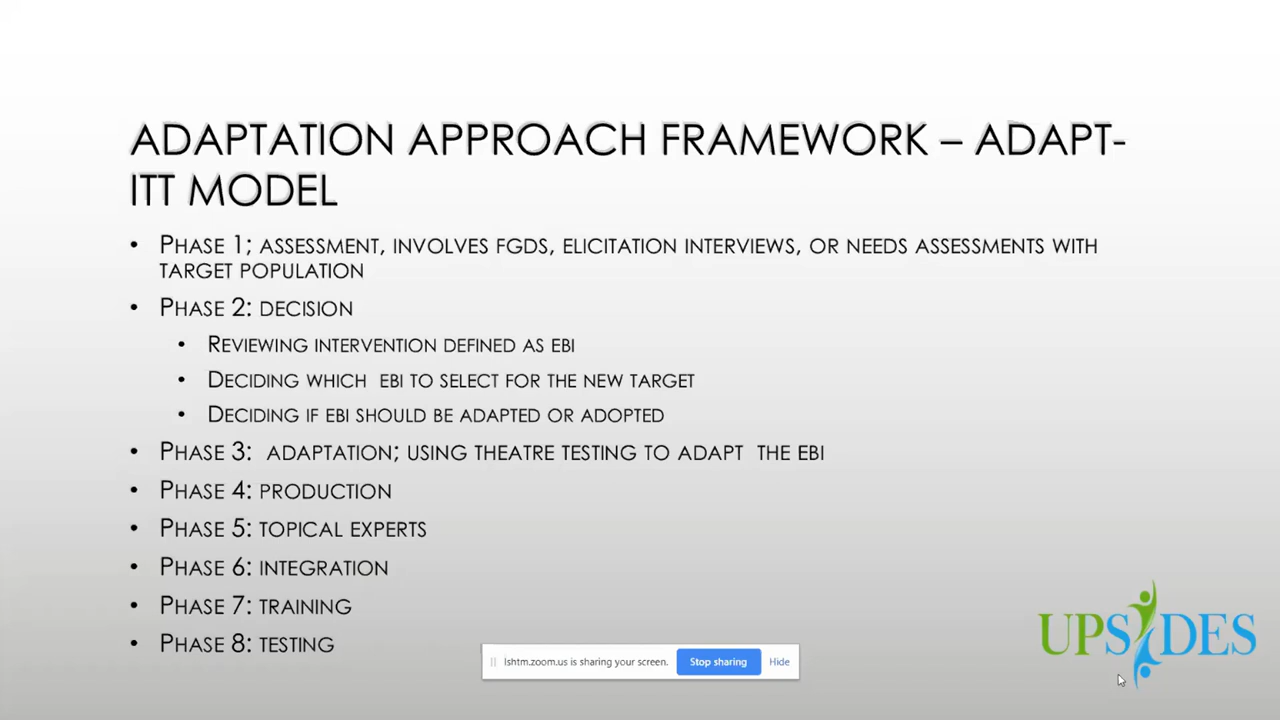 ADAPTATION APPROACH FRAMEWORK – ADAPT-
ITT MODEL
• PHASE 1; ASSESSMENT, INVOLVES FGDS, ELICITATION INTERVIEWS, OR NEEDS ASSESSMENTS WITH
TARGET POPULATION
• PHASE 2: DECISION
• REVIEWING INTERVENTION DEFINED AS EBI
• DECIDING WHICH EBI TO SELECT FOR THE NEW TARGET
• DECIDING IF EBI SHOULD BE ADAPTED OR ADOPTED
• PHASE 3: ADAPTATION; USING THEATRE TESTING TO ADAPT THE EBI
• PHASE 4: PRODUCTION
• PHASE 5: TOPICAL EXPERTS
• PHASE 6: INTEGRATION
• PHASE 7: TRAINING
• PHASE 8: TESTING
UPSIDES
lshtm.zoom.us is sharing your screen. Stop sharing Hide